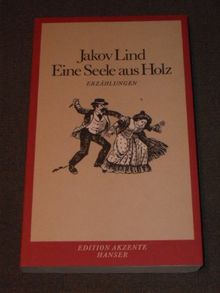 Jakov Lind
Eine Seele aus Holz
ERZÄHLUNGEN
EDITION AKZENTE
HANSER